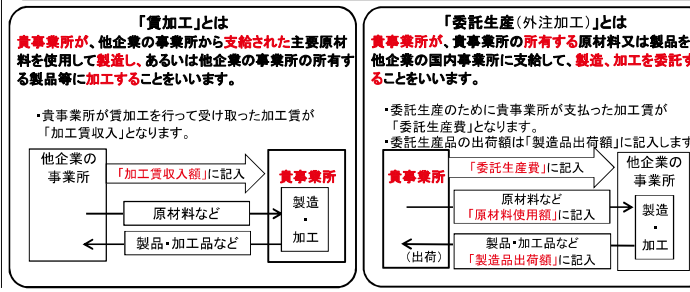 「賃加工」とは
貴事業所が、他企業の事業所から支給された主要原材
料を使用して製造し、あるいは他企業の事業所の所有す
る製品等に加工することをいいます。
・貴事業所が賃加工を行って受け取った加工賃が
「加工賃収入」となります。
他企業の
事業所
「加工賃収入額」に記入
貴事業所
原材料など
製造
・
加工
製品・加工品など
「委託生産(外注加工)」とは
貴事業所が、貴事業所の所有する原材料又は製品を
他企業の国内事業所に支給して、製造、加工を委託す
ることをいいます。
・委託生産のために貴事業所が支払った加工賃が
「委託生産費」となります。
・委託生産品の出荷額は「製造品出荷額」に記入します
貴事業所
「委託生産費」に記入
他企業の
事業所
原材料など
「原材料使用額」に記入
製造
・
加工
製品・加工品など
「製造品出荷額」に記入
(出荷)